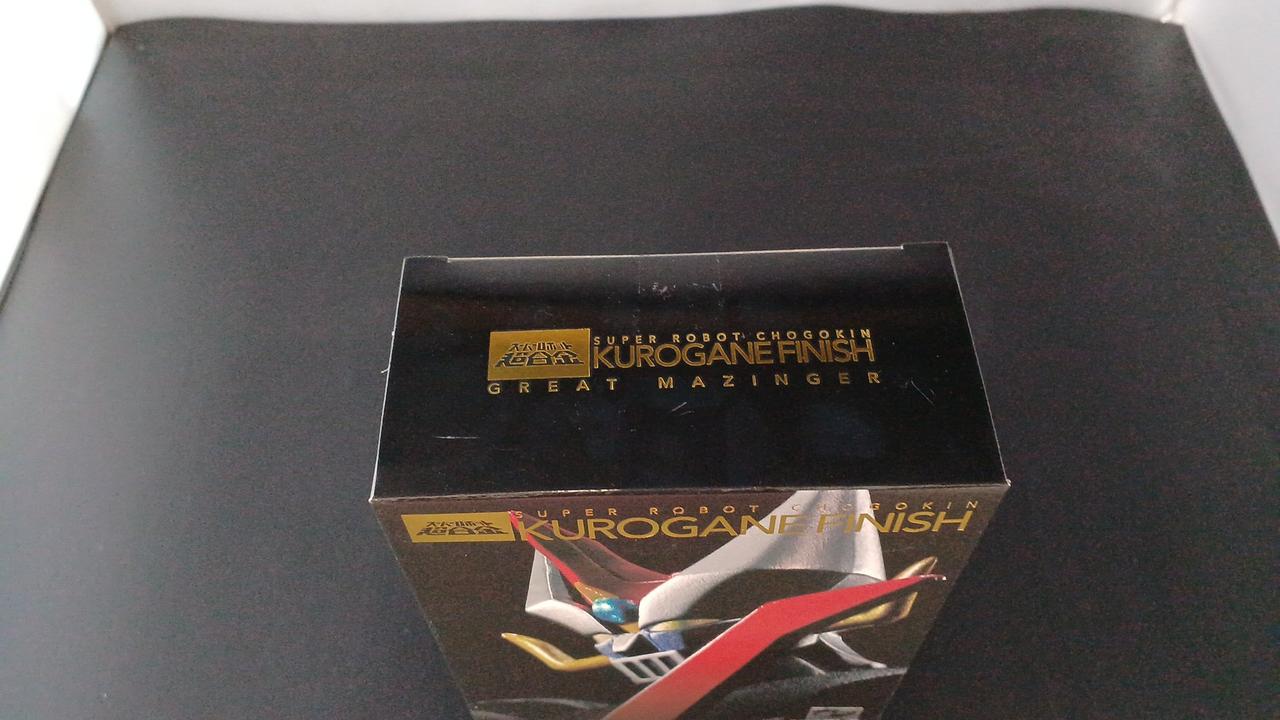 スーパーロボット
超合金
SUPER ROBOT CHOGOKIN
KUROGANE FINISH
GREAT MAZINGER
スーパーロボット
超合金
SUPER ROBOT CHOGOKIN
KUROGANE FINISH